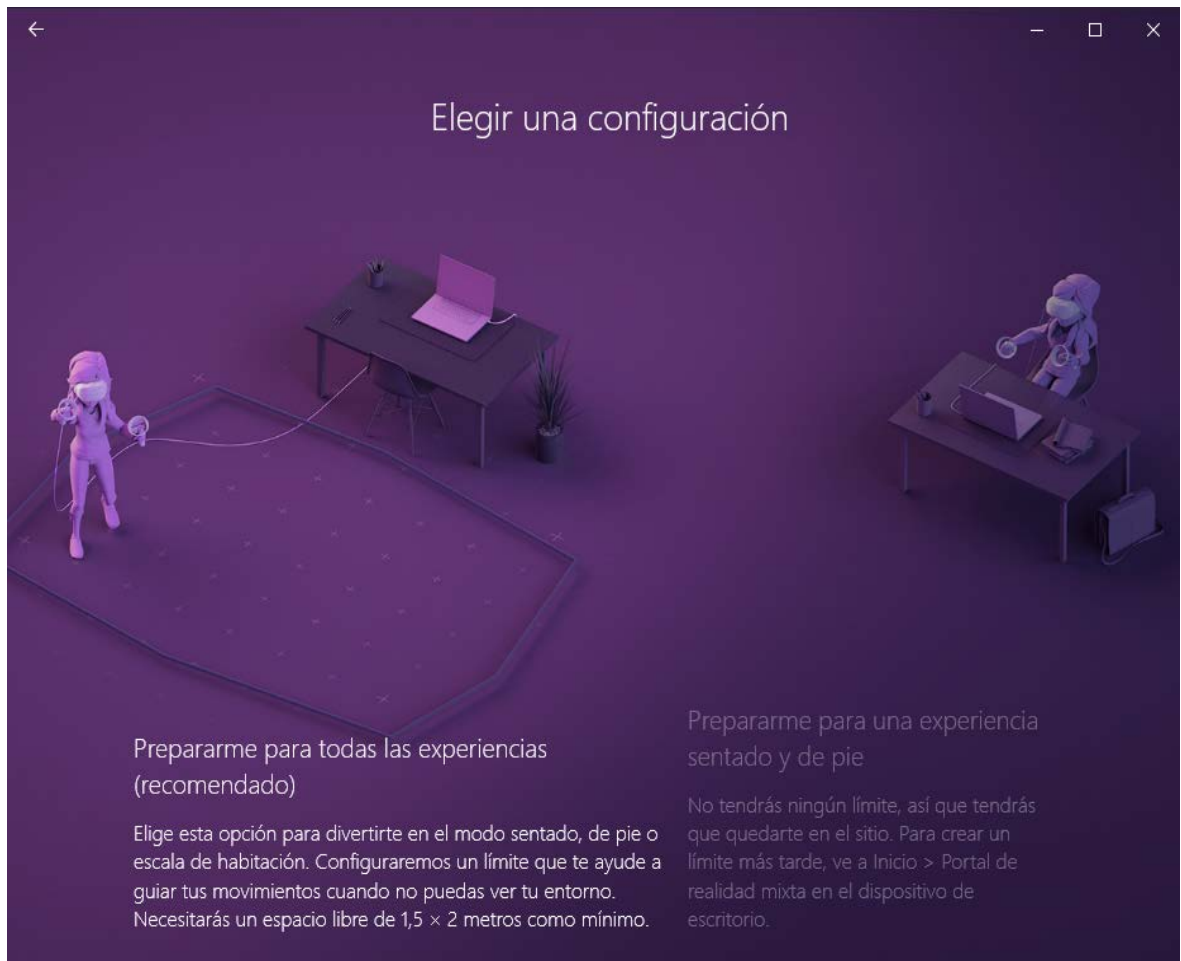 Elegir una configuración
Prepararme para todas las experiencias
(recomendado)
Elige esta opción para divertirte en el modo sentado, de pie o
escala de habitación. Configuraremos un límite que te ayude a
guiar tus movimientos cuando no puedas ver tu entorno.
Necesitarás un espacio libre de 1,5 × 2 metros como mínimo.
Prepararme para una experiencia
sentado y de pie
No tendrás ningún límite, así que tendrás
que quedarte en el sitio. Para crear un
límite más tarde, ve a Inicio > Portal de
realidad mixta en el dispositivo de
escritorio.